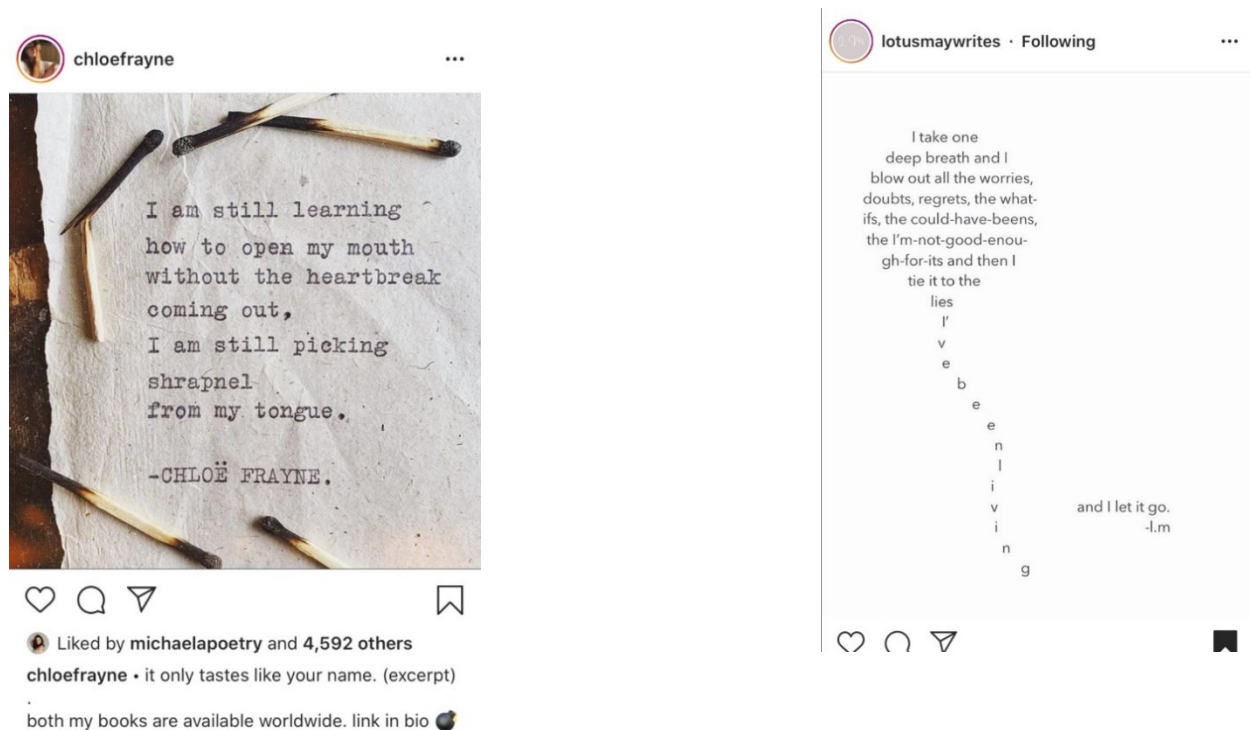 chloefrayne
I am still learning
how to open my mouth
without the heartbreak
coming out,
I am still picking
shrapnel
from my tongue.
-CHLOË FRAYNE.
Liked by michaelapoetry and 4,592 others
chloefrayne • it only tastes like your name. (excerpt)
.
both my books are available worldwide. link in bio 💣
lotusmaywrites · Following
I take one
deep breath and I
blow out all the worries,
doubts, regrets, the what-
ifs, the could-have-beens,
the I'm-not-good-enou-
gh-for-its and then I
tie it to the
lies
I'
v
e
b
e
e
n
l
i
v
i
n
g
and I let it go.
-l.m